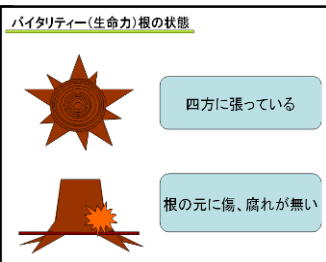 バイタリティー(生命力)根の状態
四方に張っている
根の元に傷、腐れが無い